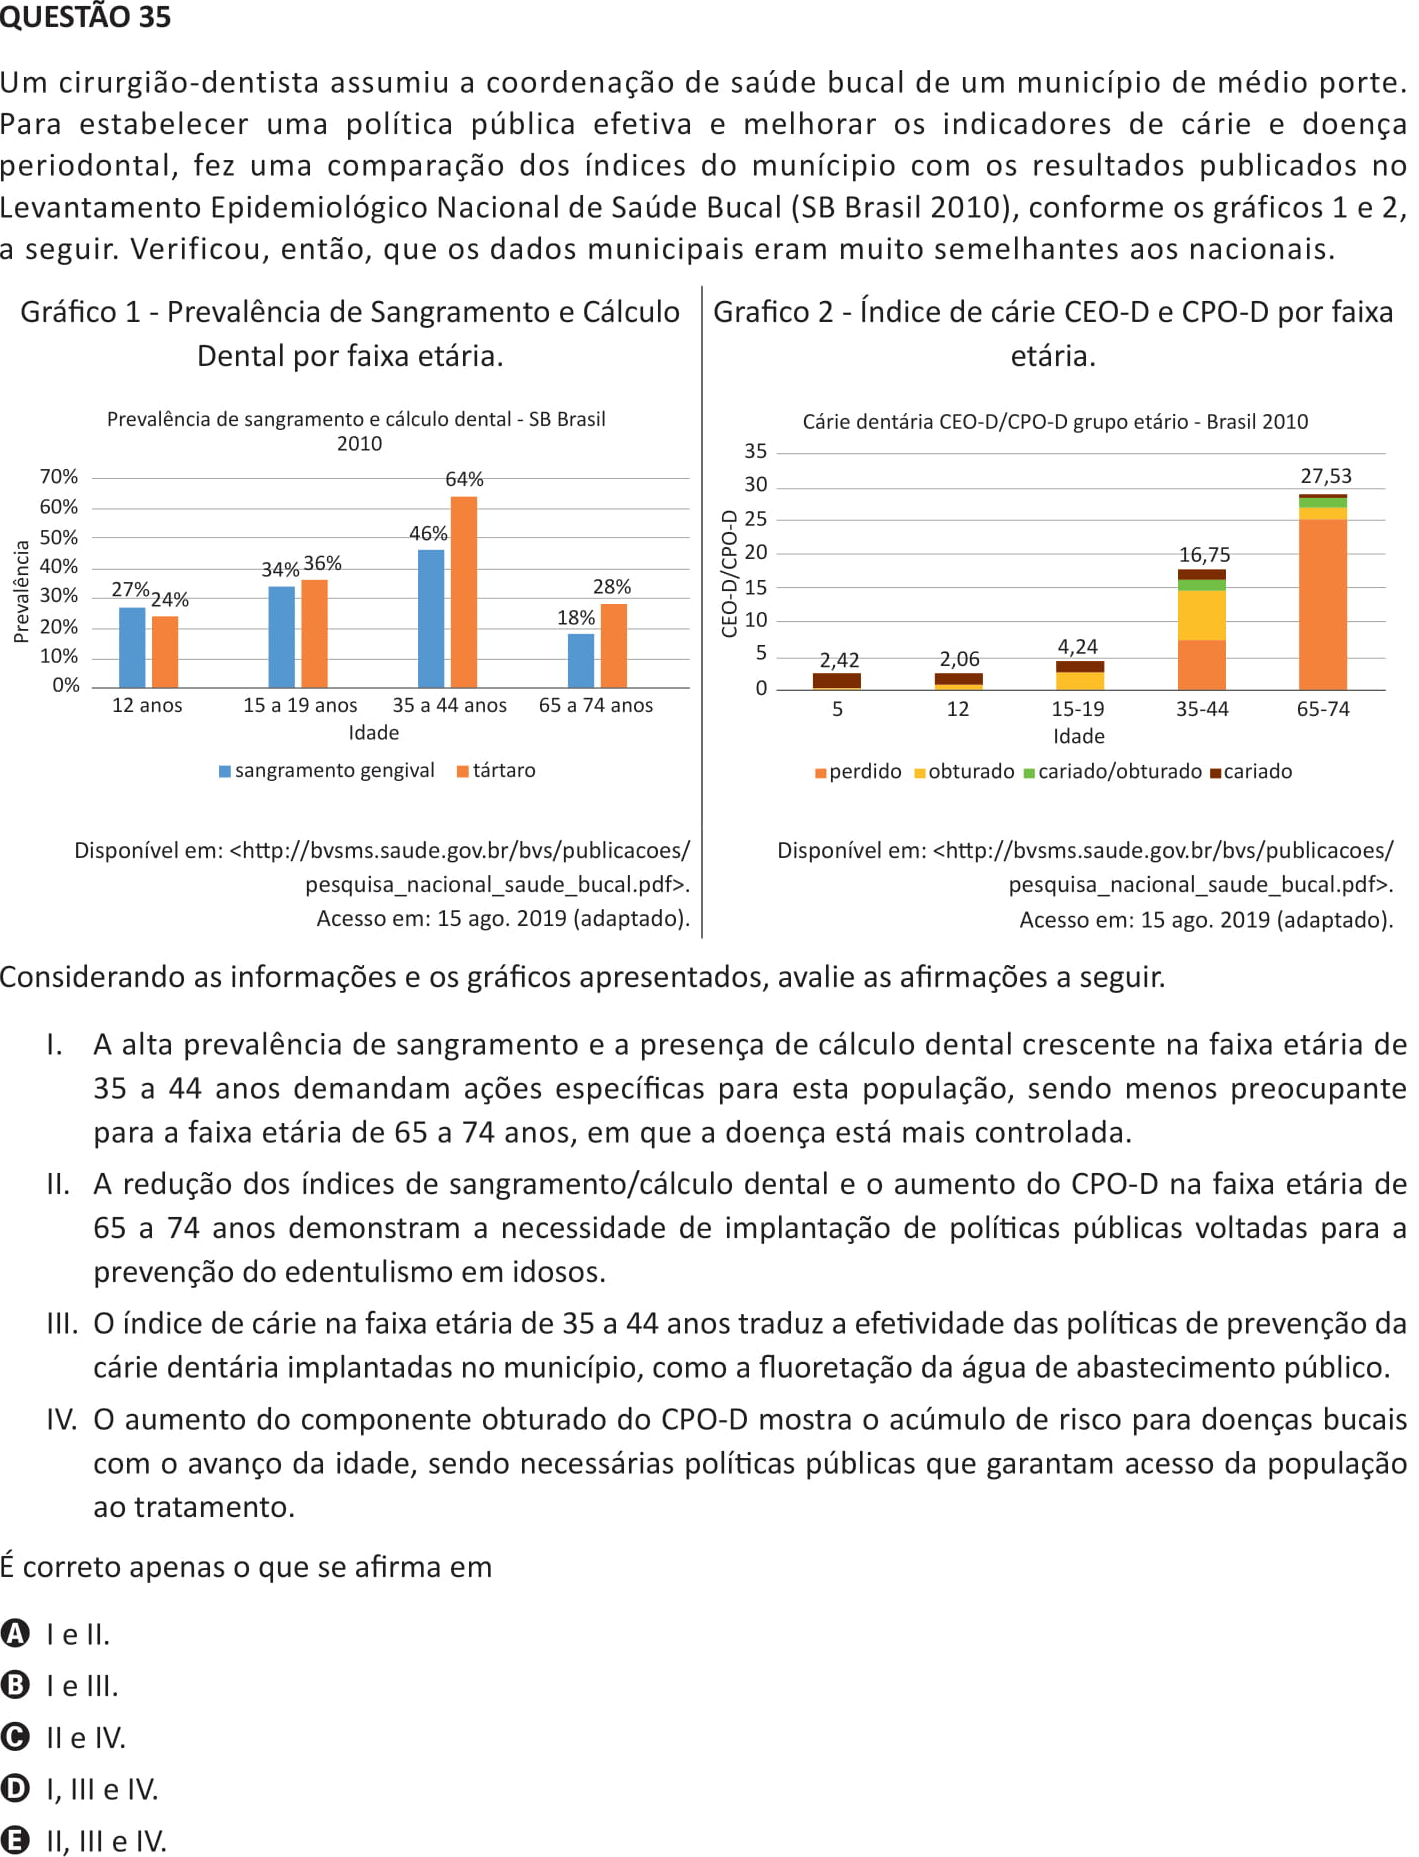 QUESTÃO 35
Um cirurgião-dentista assumiu a coordenação de saúde bucal de um município de médio porte.
Para estabelecer uma política pública efetiva e melhorar os indicadores de cárie e doença
periodontal, fez uma comparação dos índices do munícipio com os resultados publicados no
Levantamento Epidemiológico Nacional de Saúde Bucal (SB Brasil 2010), conforme os gráficos 1 e 2,
a seguir. Verificou, então, que os dados municipais eram muito semelhantes aos nacionais.
Gráfico 1 - Prevalência de Sangramento e Cálculo
Dental por faixa etária.
Prevalência de sangramento e cálculo dental - SB Brasil
2010
70%
60%
50%
40%
30%
20%
10%
0%
Prevalência
27%
24%
34%
36%
46%
64%
18%
28%
12 anos
15 a 19 anos
35 a 44 anos
65 a 74 anos
Idade
sangramento gengival
tártaro
Disponível em: <http://bvsms.saude.gov.br/bvs/publicacoes/
pesquisa_nacional_saude_bucal.pdf>.
Acesso em: 15 ago. 2019 (adaptado).
Grafico 2 - Índice de cárie CEO-D e CPO-D por faixa
etária.
Cárie dentária CEO-D/CPO-D grupo etário - Brasil 2010
35
30
25
20
15
10
5
0
CEO-D/CPO-D
2,42
2,06
4,24
16,75
27,53
5
12
15-19
35-44
65-74
Idade
perdido
obturado
cariado/obturado
cariado
Disponível em: <http://bvsms.saude.gov.br/bvs/publicacoes/
pesquisa_nacional_saude_bucal.pdf>.
Acesso em: 15 ago. 2019 (adaptado).
Considerando as informações e os gráficos apresentados, avalie as afirmações a seguir.
I. A alta prevalência de sangramento e a presença de cálculo dental crescente na faixa etária de
35 a 44 anos demandam ações específicas para esta população, sendo menos preocupante
para a faixa etária de 65 a 74 anos, em que a doença está mais controlada.
II. A redução dos índices de sangramento/cálculo dental e o aumento do CPO-D na faixa etária de
65 a 74 anos demonstram a necessidade de implantação de políticas públicas voltadas para a
prevenção do edentulismo em idosos.
III. O índice de cárie na faixa etária de 35 a 44 anos traduz a efetividade das políticas de prevenção da
cárie dentária implantadas no município, como a fluoretação da água de abastecimento público.
IV. O aumento do componente obturado do CPO-D mostra o acúmulo de risco para doenças bucais
com o avanço da idade, sendo necessárias políticas públicas que garantam acesso da população
ao tratamento.
É correto apenas o que se afirma em
A I e II.
B I e III.
C II e IV.
D I, III e IV.
E II, III e IV.